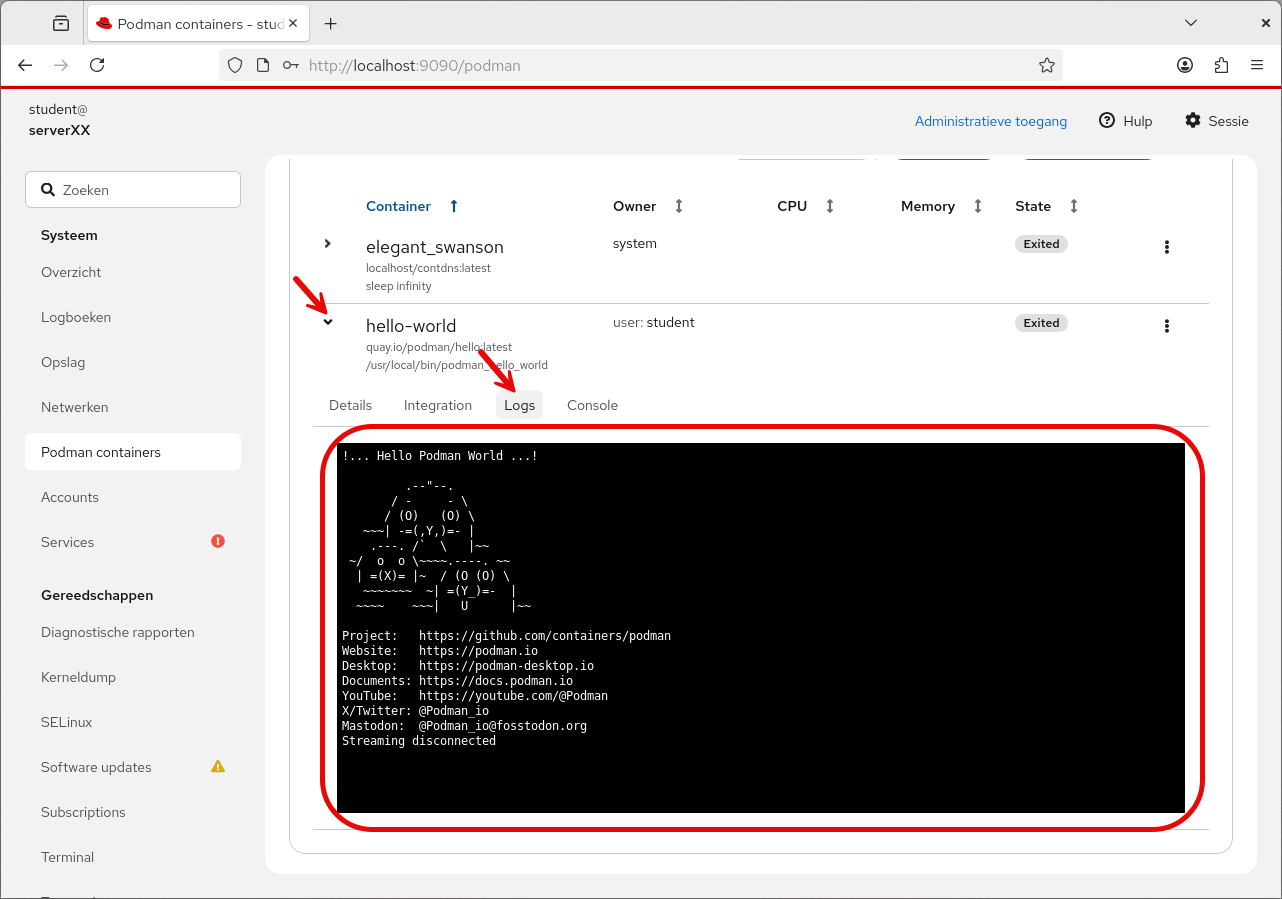 Podman containers - stud
http://localhost:9090/podman
student@
serverXX
Administratieve toegang
Hulp
Sessie
Zoeken
Systeem
Overzicht
Logboeken
Opslag
Netwerken
Podman containers
Accounts
Services
Gereedschappen
Diagnostische rapporten
Kerneldump
SELinux
Software updates
Subscriptions
Terminal
Container Owner CPU Memory State
elegant_swanson system Exited
localhost/contdns:latest
sleep infinity
hello-world user: student Exited
quay.io/podman/hello:latest
/usr/local/bin/podman_hello_world
Details Integration Logs Console
!... Hello Podman World ...!
         .--"--.
       / -     - \
      / (O)   (O) \
   ~~~| -=(,Y,)=- |
    .---. /`  \   |~~
 ~/  o  o \~~~~.----. ~~
  | =(X)= |~  / (O (O) \
   ~~~~~~~  ~| =(Y_)=-  |
  ~~~~    ~~~|   U      |~~
Project:   https://github.com/containers/podman
Website:   https://podman.io
Desktop:   https://podman-desktop.io
Documents: https://docs.podman.io
YouTube:   https://youtube.com/@Podman
X/Twitter: @Podman_io
Mastodon:  @Podman_io@fosstodon.org
Streaming disconnected